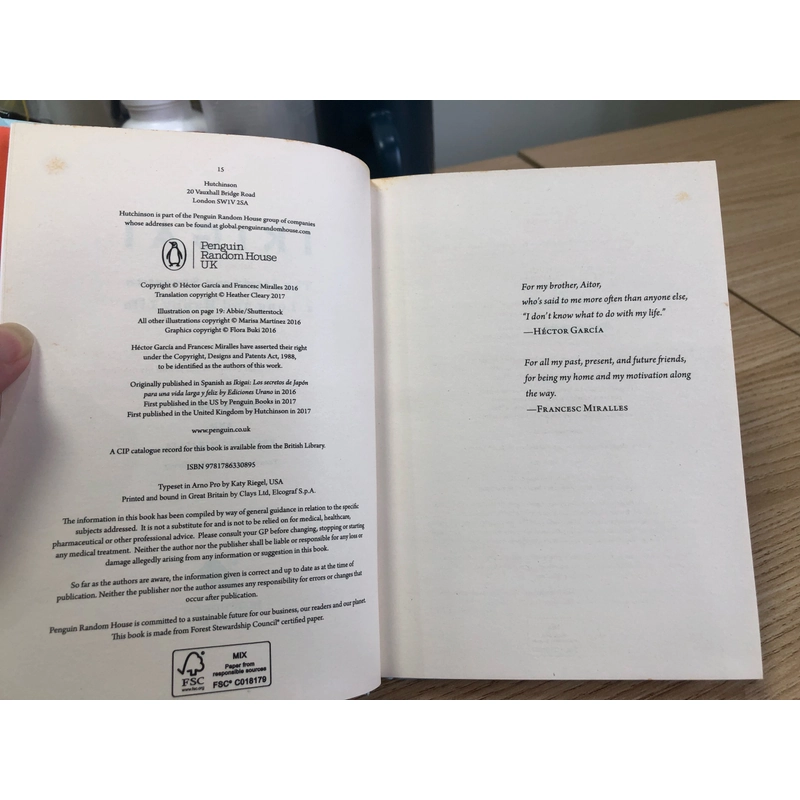 15
Hutchinson
20 Vauxhall Bridge Road
London SW1V 2SA
Hutchinson is part of the Penguin Random House group of companies
whose addresses can be found at global.penguinrandomhouse.com
Penguin
Random House
UK
Copyright © Héctor García and Francesc Miralles 2016
Translation copyright © Heather Cleary 2017
Illustration on page 19: Abbie/Shutterstock
All other illustrations copyright © Marisa Martínez 2016
Graphics copyright © Flora Buki 2016
Héctor García and Francesc Miralles have asserted their right
under the Copyright, Designs and Patents Act, 1988,
to be identified as the authors of this work.
Originally published in Spanish as Ikigai: Los secretos de Japón
para una vida larga y feliz by Ediciones Urano in 2016
First published in the US by Penguin Books in 2017
First published in the United Kingdom by Hutchinson in 2017
www.penguin.co.uk
A CIP catalogue record for this book is available from the British Library.
ISBN 9781786330895
Typeset in Arno Pro by Katy Riegel, USA
Printed and bound in Great Britain by Clays Ltd, Elcograf S.p.A.
The information in this book has been compiled by way of general guidance in relation to the specific
subjects addressed. It is not a substitute for and is not to be relied on for medical, healthcare,
pharmaceutical or other professional advice. Please consult your GP before changing, stopping or starting
any medical treatment. Neither the author nor the publisher shall be liable or responsible for any loss or
damage allegedly arising from any information or suggestion in this book.
So far as the authors are aware, the information given is correct and up to date as at the time of
publication. Neither the publisher nor the author assumes any responsibility for errors or changes that
occur after publication.
Penguin Random House is committed to a sustainable future for our business, our readers and our planet.
This book is made from Forest Stewardship Council® certified paper.
FSC
www.fsc.org
MIX
Paper from
responsible sources
FSC® C018179
For my brother, Aitor,
who's said to me more often than anyone else,
“I don't know what to do with my life.”
—HÉCTOR GARCÍA
For all my past, present, and future friends,
for being my home and my motivation along
the way.
—FRANCESC MIRALLES